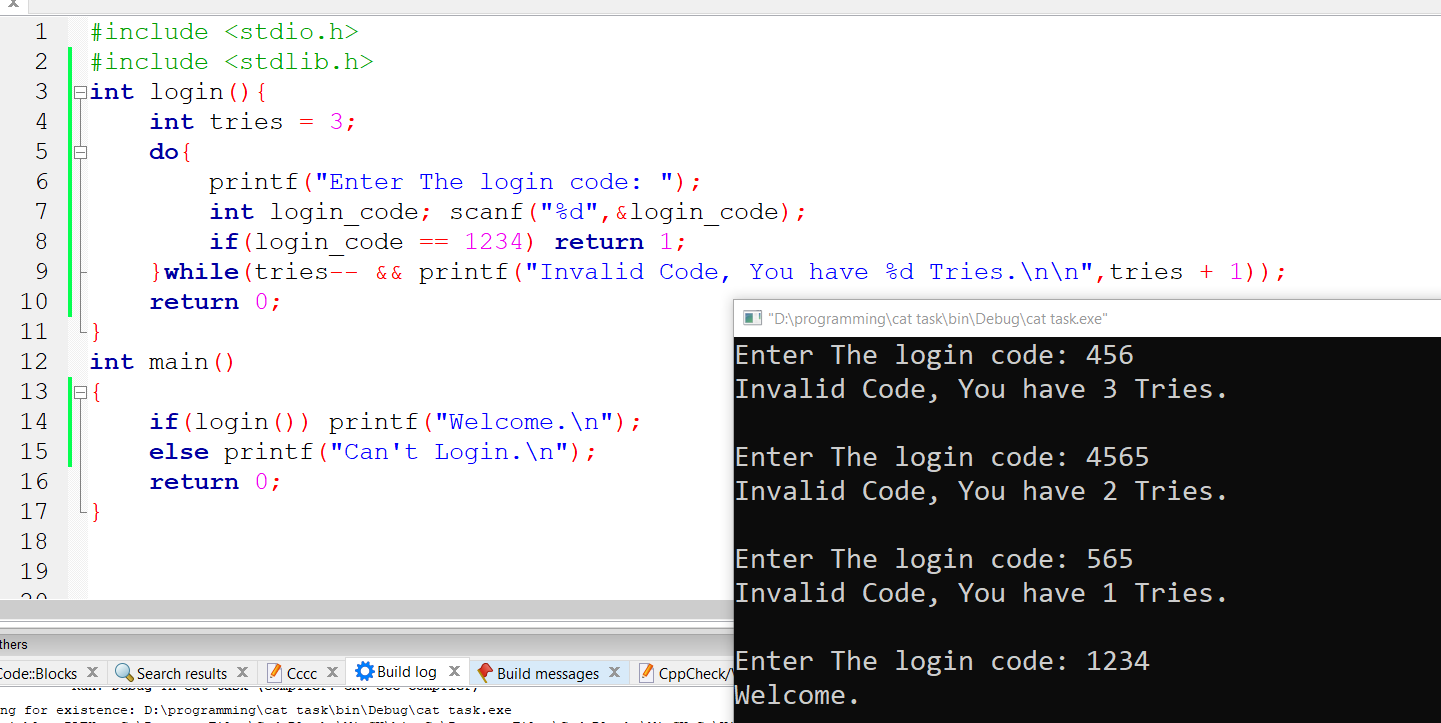 1 #include <stdio.h>
2 #include <stdlib.h>
3 int login(){
4 int tries = 3;
5 do{
6 printf("Enter The login code: ");
7 int login_code; scanf("%d",&login_code);
8 if(login_code == 1234) return 1;
9 }while(tries-- && printf("Invalid Code, You have %d Tries.\n\n",tries + 1));
10 return 0;
11 }
12 int main()
13 {
14 if(login()) printf("Welcome.\n");
15 else printf("Can't Login.\n");
16 return 0;
17 }
18
19
20
"D:\programming\cat task\bin\Debug\cat task.exe"
Enter The login code: 456
Invalid Code, You have 3 Tries.
Enter The login code: 4565
Invalid Code, You have 2 Tries.
Enter The login code: 565
Invalid Code, You have 1 Tries.
Enter The login code: 1234
Welcome.
thers
Code::Blocks X Search results X Cccc X Build log X Build messages X CppCheck/
ng for existence: D:\programming\cat task\bin\Debug\cat task.exe